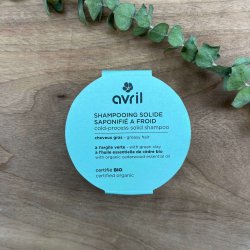 avril
SHAMPOOING SOLIDE
SAPONIFIÉ A FROID
cold-process solid shampoo
cheveux gras - greasy hair
à l'argile verte - with green clay
à l'huile essentielle de cèdre bio
with organic cedarwood essential oil
certifié BIO
certified organic